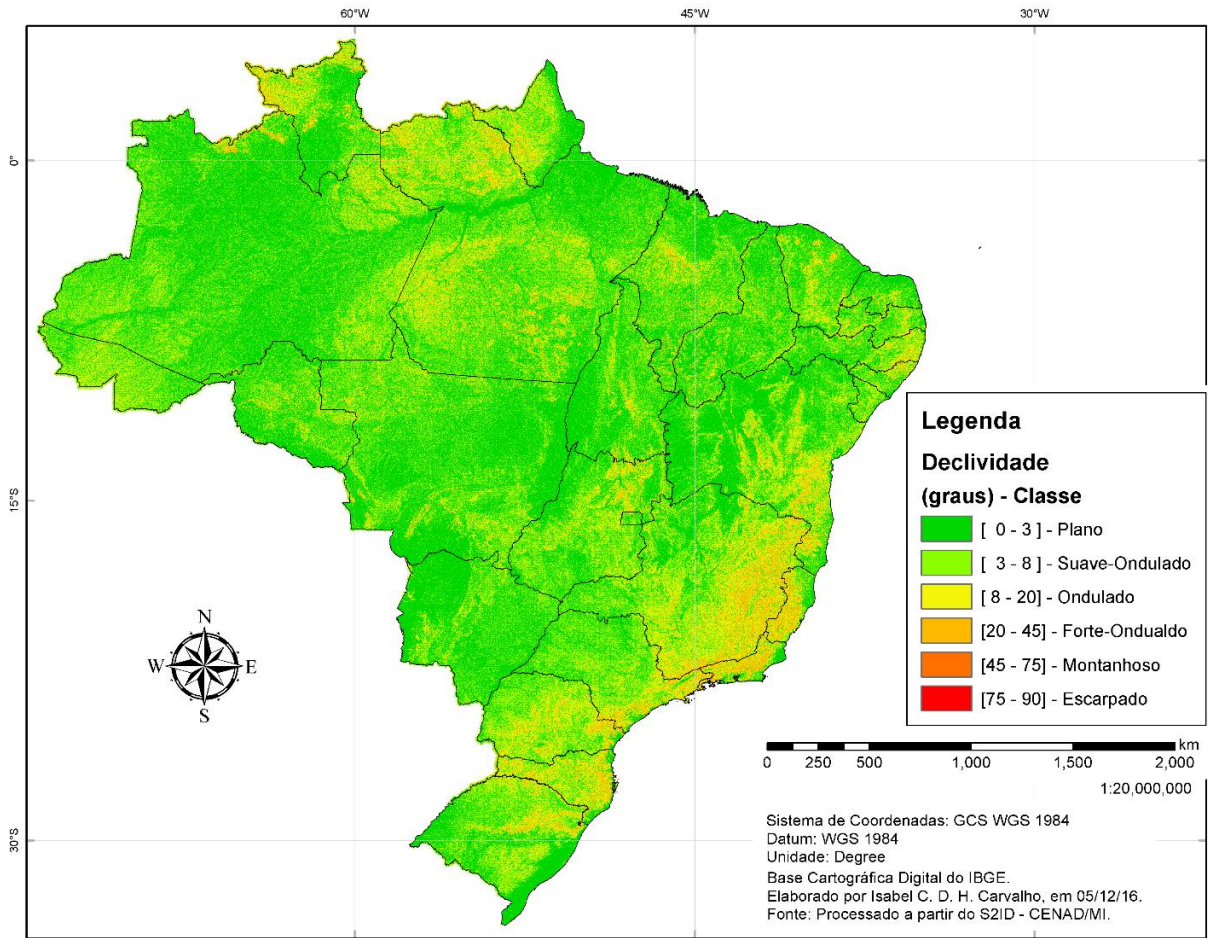 60°W
45°W
30°W
0°
15°S
30°S
N
W
E
S
Legenda
Declividade
(graus) - Classe
[ 0 - 3 ] - Plano
[ 3 - 8 ] - Suave-Ondulado
[ 8 - 20] - Ondulado
[20 - 45] - Forte-Ondualdo
[45 - 75] - Montanhoso
[75 - 90] - Escarpado
km
0 250 500 1,000 1,500 2,000
1:20,000,000
Sistema de Coordenadas: GCS WGS 1984
Datum: WGS 1984
Unidade: Degree
Base Cartográfica Digital do IBGE.
Elaborado por Isabel C. D. H. Carvalho, em 05/12/16.
Fonte: Processado a partir do S2ID - CENAD/MI.